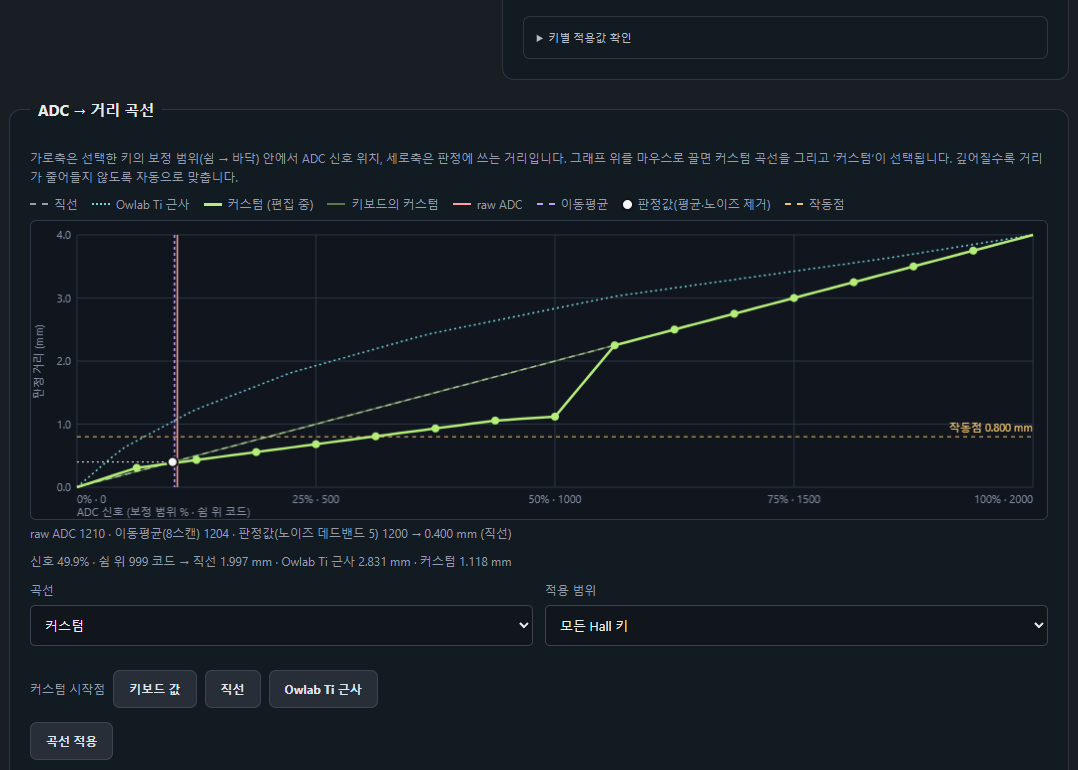 ▶ 키별 적용값 확인
ADC → 거리 곡선
가로축은 선택한 키의 보정 범위(쉼 → 바닥) 안에서 ADC 신호 위치, 세로축은 판정에 쓰는 거리입니다. 그래프 위를 마우스로 끌면 커스텀 곡선을 그리고 ‘커스텀’이 선택됩니다. 깊어질수록 거리
가 줄어들지 않도록 자동으로 맞춥니다.
직선 Owlab Ti 근사 커스텀 (편집 중) 키보드의 커스텀 raw ADC 이동평균 판정값(평균·노이즈 제거) 작동점
4.0
3.0
2.0
1.0
0.0
판정 거리 (mm)
작동점 0.800 mm
0% · 0 25% · 500 50% · 1000 75% · 1500 100% · 2000
ADC 신호 (보정 범위 % · 쉼 위 코드)
raw ADC 1210 · 이동평균(8스캔) 1204 · 판정값(노이즈 데드밴드 5) 1200 → 0.400 mm (직선)
신호 49.9% · 쉼 위 999 코드 → 직선 1.997 mm · Owlab Ti 근사 2.831 mm · 커스텀 1.118 mm
곡선 적용 범위
커스텀 모든 Hall 키
커스텀 시작점 키보드 값 직선 Owlab Ti 근사
곡선 적용